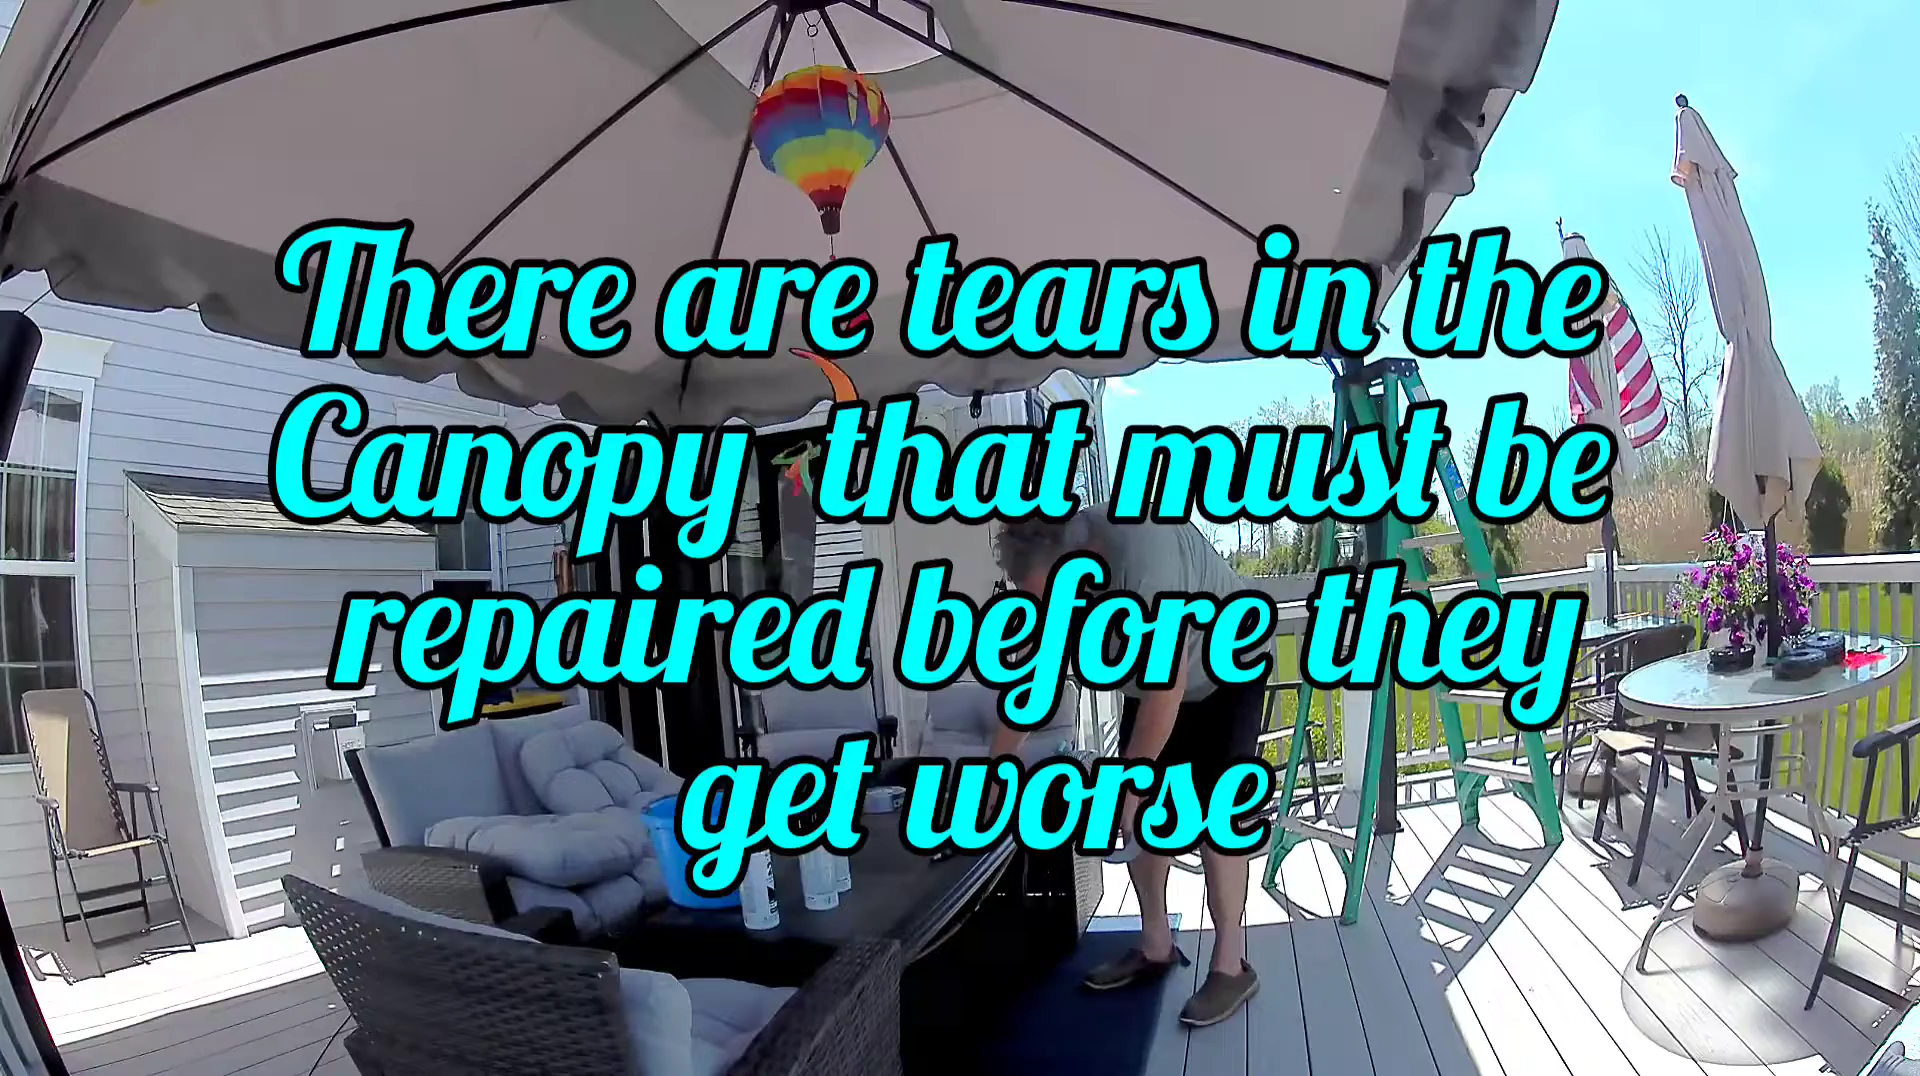 There are tears in the
Canopy that must be
repaired before they
get worse